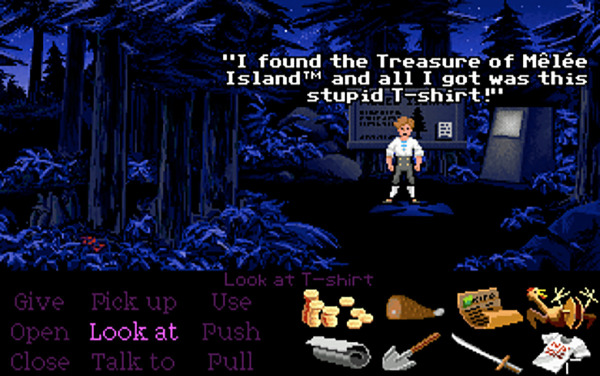 "I found the Treasure of Mêlée
Island™ and all I got was this
stupid T-shirt!"
Look at T-shirt
Give Pick up Use
Open Look at Push
Close Talk to Pull